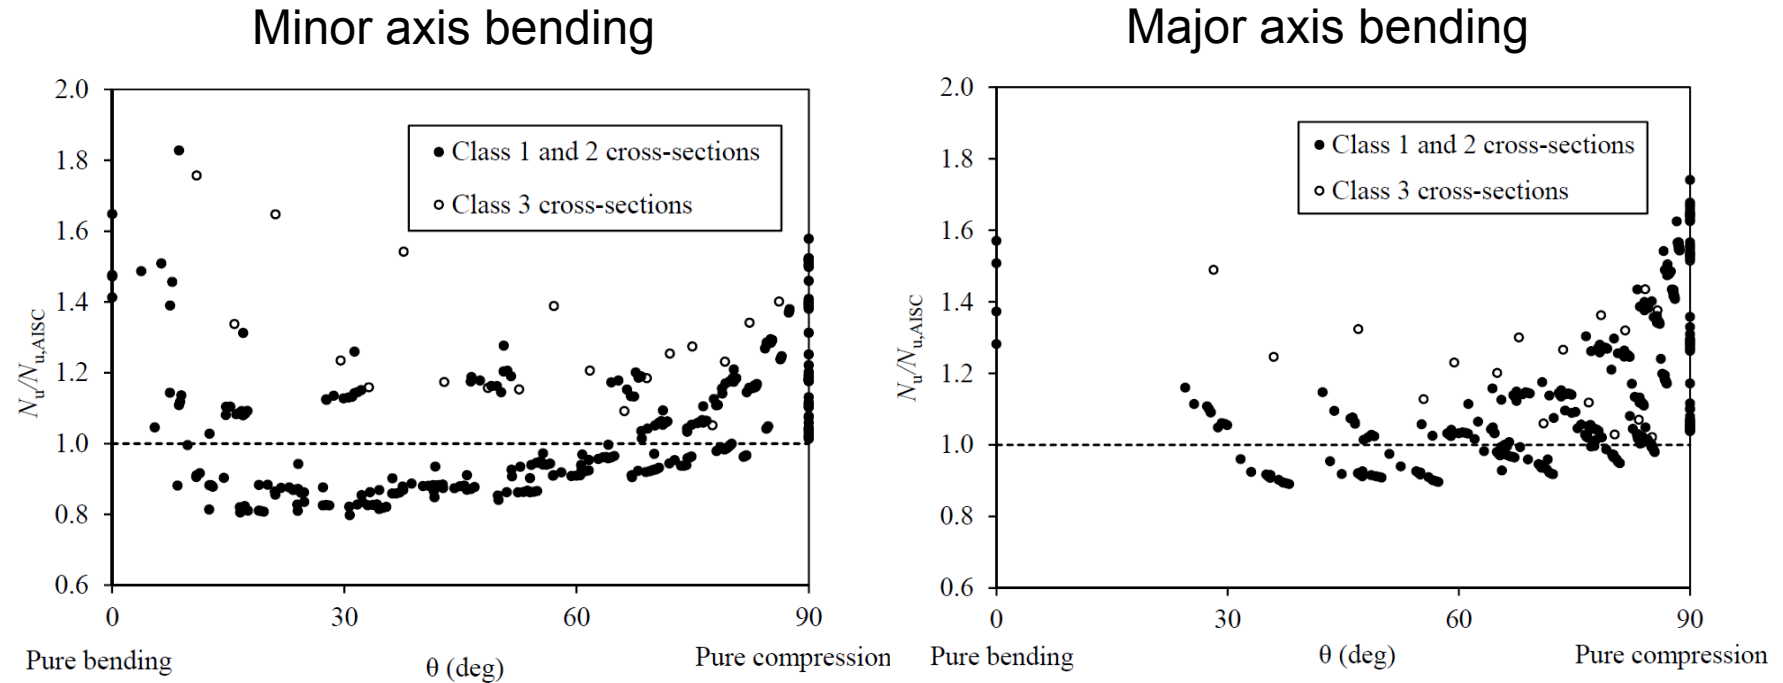 Minor axis bending
2.0
1.8
1.6
1.4
1.2
1.0
0.8
0.6
Nu/Nu,AISC
Class 1 and 2 cross-sections
Class 3 cross-sections
0 30 60 90
Pure bending θ (deg) Pure compression
Major axis bending
2.0
1.8
1.6
1.4
1.2
1.0
0.8
0.6
Nu/Nu,AISC
Class 1 and 2 cross-sections
Class 3 cross-sections
0 30 60 90
Pure bending θ (deg) Pure compression